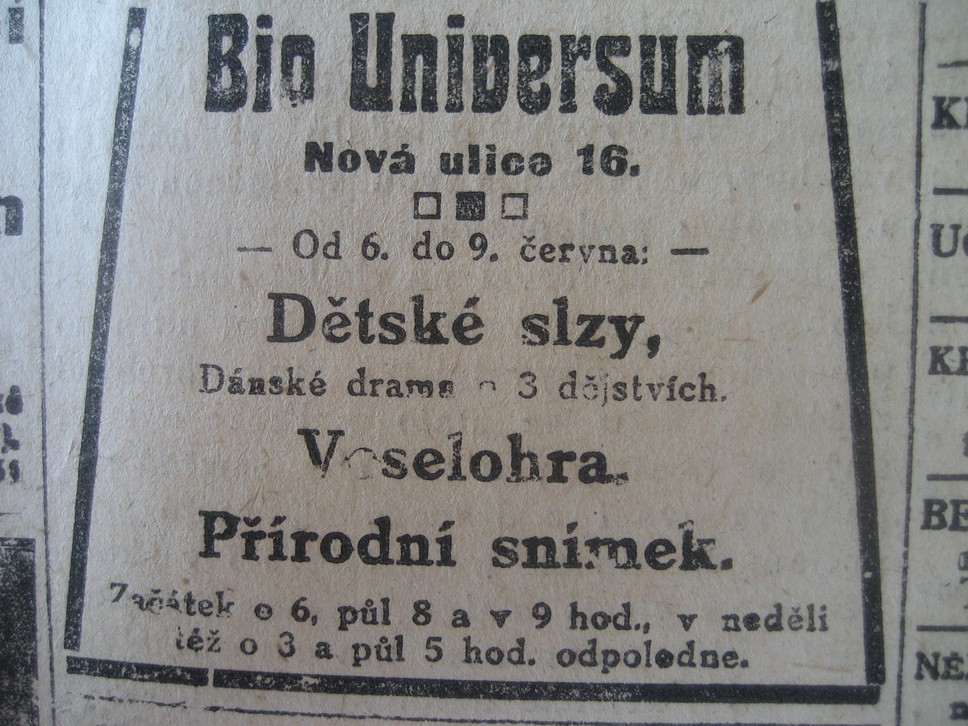 Bio Universum
Nová ulice 16.
— Od 6. do 9. června: —
Dětské slzy,
Dánské drama o 3 dějstvích.
Veselohra.
Přírodní snímek.
Začátek o 6, půl 8 a v 9 hod., v neděli
též o 3 a půl 5 hod. odpoledne.